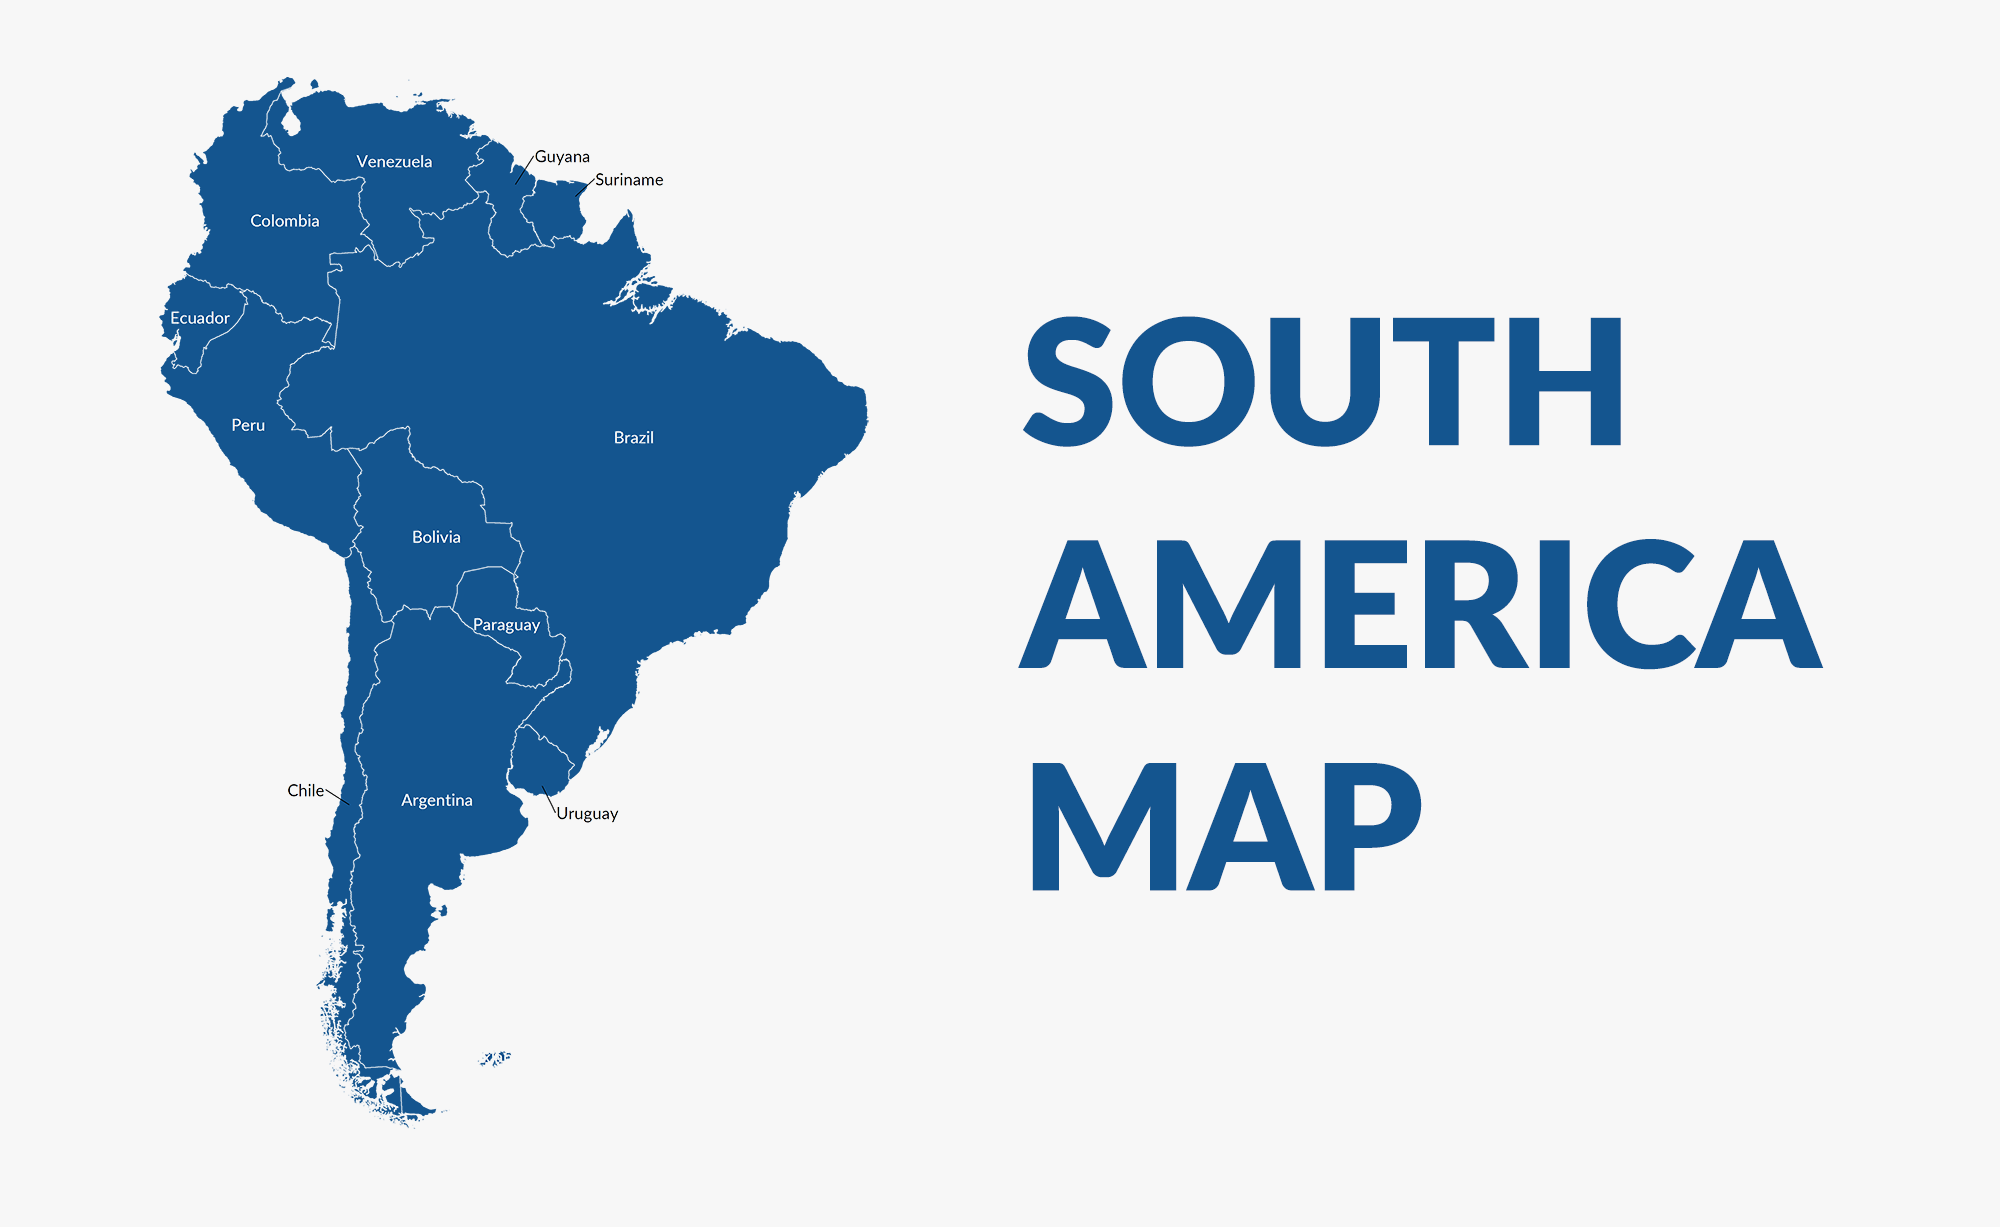 Venezuela
Guyana
Suriname
Colombia
Ecuador
Peru
Brazil
Bolivia
Paraguay
Chile
Argentina
Uruguay
SOUTH
AMERICA
MAP